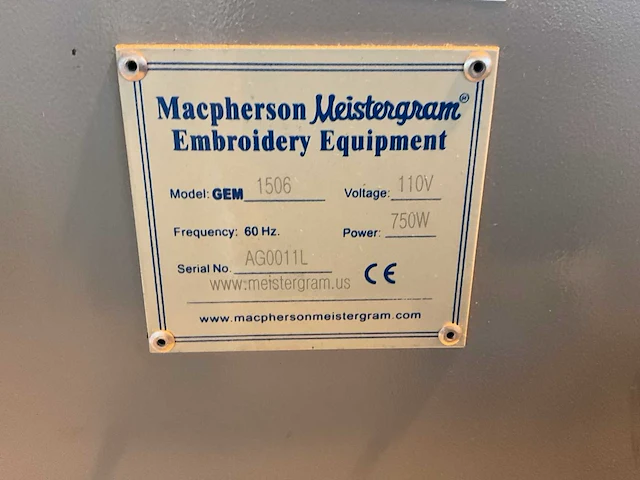 Macpherson Meistergram®
Embroidery Equipment
Model: GEM 1506 Voltage: 110V
Frequency: 60 Hz. Power: 750W
Serial No. AG0011L CE
www.meistergram.us
www.macphersonmeistergram.com